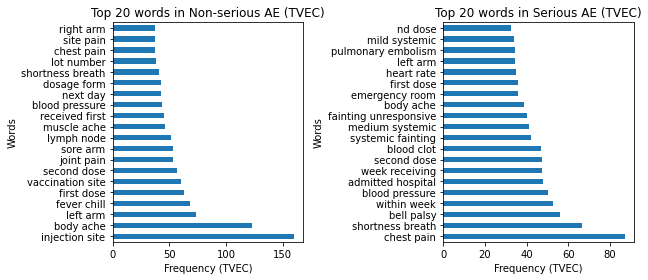 Top 20 words in Non-serious AE (TVEC)
Words
right arm
site pain
chest pain
lot number
shortness breath
dosage form
next day
blood pressure
received first
muscle ache
lymph node
sore arm
joint pain
second dose
vaccination site
first dose
fever chill
left arm
body ache
injection site
0 50 100 150
Frequency (TVEC)
Top 20 words in Serious AE (TVEC)
Words
nd dose
mild systemic
pulmonary embolism
left arm
heart rate
first dose
emergency room
body ache
fainting unresponsive
medium systemic
systemic fainting
blood clot
second dose
week receiving
admitted hospital
blood pressure
within week
bell palsy
shortness breath
chest pain
0 20 40 60 80
Frequency (TVEC)